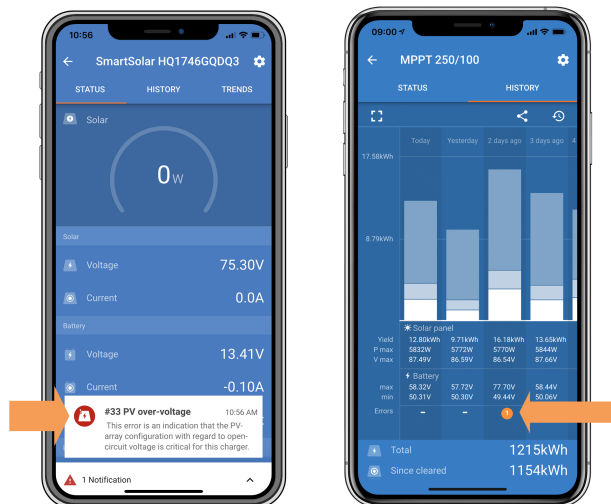 10:56
SmartSolar HQ1746GQDQ3
STATUS HISTORY TRENDS
Solar
0W
Solar
Voltage 75.30V
Current 0.0A
Battery
Voltage 13.41V
Current -0.10A
#33 PV over-voltage 10:56 AM
This error is an indication that the PV-
array configuration with regard to open-
circuit voltage is critical for this charger.
1 Notification
09:00
MPPT 250/100
STATUS HISTORY
Today Yesterday 2 days ago 3 days ago 4
17.58kWh
8.79kWh
Solar panel
Yield 12.80kWh 9.71kWh 16.18kWh 13.65kWh
P max 5832W 5772W 5770W 5844W
V max 87.49V 86.59V 86.54V 87.66V
Battery
max 58.32V 57.72V 77.70V 58.44V
min 50.31V 50.30V 49.44V 50.06V
Errors – – 1
Total 1215kWh
Since cleared 1154kWh